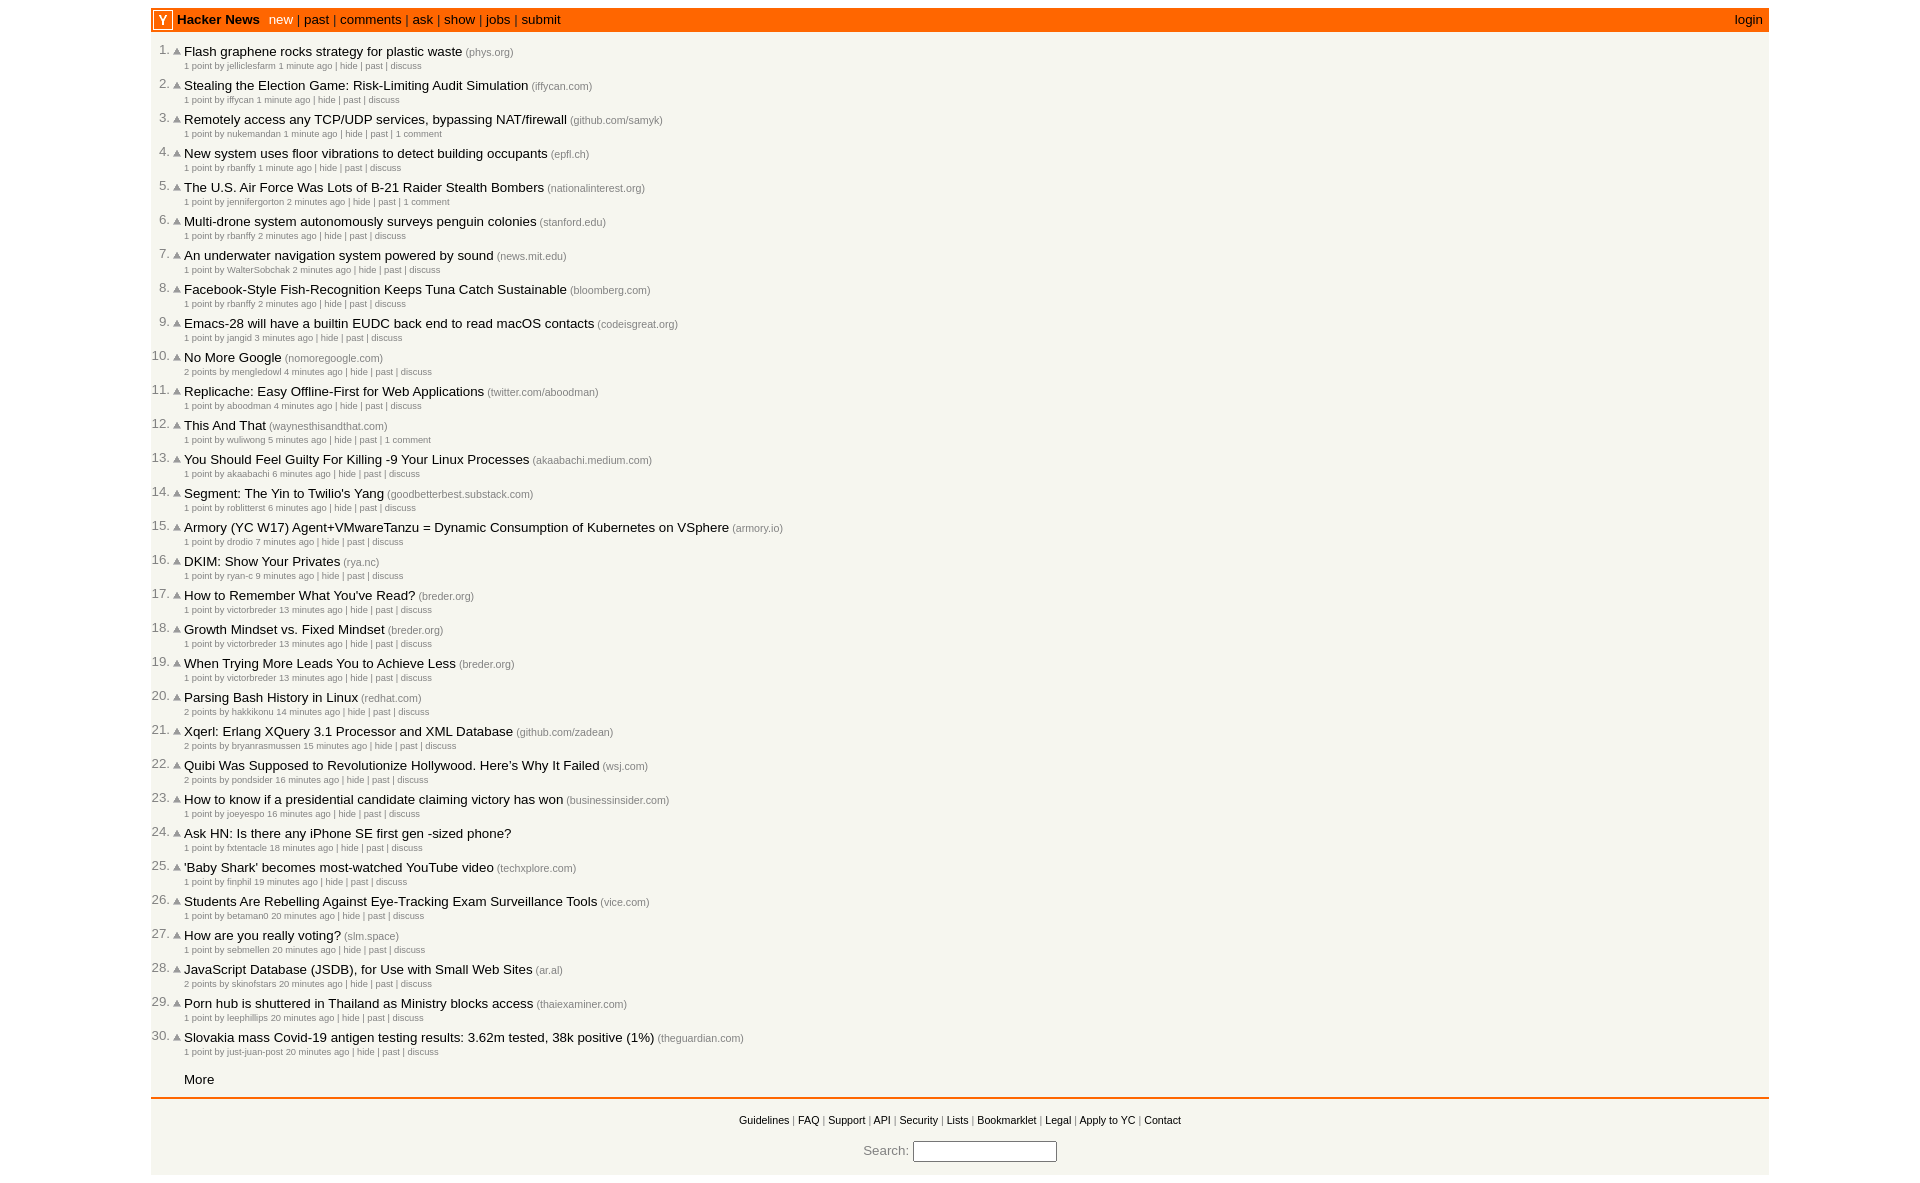 Y Hacker News new | past | comments | ask | show | jobs | submit login
1. Flash graphene rocks strategy for plastic waste (phys.org)
1 point by jelliclesfarm 1 minute ago | hide | past | discuss
2. Stealing the Election Game: Risk-Limiting Audit Simulation (iffycan.com)
1 point by iffycan 1 minute ago | hide | past | discuss
3. Remotely access any TCP/UDP services, bypassing NAT/firewall (github.com/samyk)
1 point by nukemandan 1 minute ago | hide | past | 1 comment
4. New system uses floor vibrations to detect building occupants (epfl.ch)
1 point by rbanffy 1 minute ago | hide | past | discuss
5. The U.S. Air Force Was Lots of B-21 Raider Stealth Bombers (nationalinterest.org)
1 point by jennifergorton 2 minutes ago | hide | past | 1 comment
6. Multi-drone system autonomously surveys penguin colonies (stanford.edu)
1 point by rbanffy 2 minutes ago | hide | past | discuss
7. An underwater navigation system powered by sound (news.mit.edu)
1 point by WalterSobchak 2 minutes ago | hide | past | discuss
8. Facebook-Style Fish-Recognition Keeps Tuna Catch Sustainable (bloomberg.com)
1 point by rbanffy 2 minutes ago | hide | past | discuss
9. Emacs-28 will have a builtin EUDC back end to read macOS contacts (codeisgreat.org)
1 point by jangid 3 minutes ago | hide | past | discuss
10. No More Google (nomoregoogle.com)
2 points by mengledowl 4 minutes ago | hide | past | discuss
11. Replicache: Easy Offline-First for Web Applications (twitter.com/aboodman)
1 point by aboodman 4 minutes ago | hide | past | discuss
12. This And That (waynesthisandthat.com)
1 point by wuliwong 5 minutes ago | hide | past | 1 comment
13. You Should Feel Guilty For Killing -9 Your Linux Processes (akaabachi.medium.com)
1 point by akaabachi 6 minutes ago | hide | past | discuss
14. Segment: The Yin to Twilio's Yang (goodbetterbest.substack.com)
1 point by roblitterst 6 minutes ago | hide | past | discuss
15. Armory (YC W17) Agent+VMwareTanzu = Dynamic Consumption of Kubernetes on VSphere (armory.io)
1 point by drodio 7 minutes ago | hide | past | discuss
16. DKIM: Show Your Privates (rya.nc)
1 point by ryan-c 9 minutes ago | hide | past | discuss
17. How to Remember What You've Read? (breder.org)
1 point by victorbreder 13 minutes ago | hide | past | discuss
18. Growth Mindset vs. Fixed Mindset (breder.org)
1 point by victorbreder 13 minutes ago | hide | past | discuss
19. When Trying More Leads You to Achieve Less (breder.org)
1 point by victorbreder 13 minutes ago | hide | past | discuss
20. Parsing Bash History in Linux (redhat.com)
2 points by hakkikonu 14 minutes ago | hide | past | discuss
21. Xqerl: Erlang XQuery 3.1 Processor and XML Database (github.com/zadean)
2 points by bryanrasmussen 15 minutes ago | hide | past | discuss
22. Quibi Was Supposed to Revolutionize Hollywood. Here’s Why It Failed (wsj.com)
2 points by pondsider 16 minutes ago | hide | past | discuss
23. How to know if a presidential candidate claiming victory has won (businessinsider.com)
1 point by joeyespo 16 minutes ago | hide | past | discuss
24. Ask HN: Is there any iPhone SE first gen -sized phone?
1 point by fxtentacle 18 minutes ago | hide | past | discuss
25. 'Baby Shark' becomes most-watched YouTube video (techxplore.com)
1 point by finphil 19 minutes ago | hide | past | discuss
26. Students Are Rebelling Against Eye-Tracking Exam Surveillance Tools (vice.com)
1 point by betaman0 20 minutes ago | hide | past | discuss
27. How are you really voting? (slm.space)
1 point by sebmellen 20 minutes ago | hide | past | discuss
28. JavaScript Database (JSDB), for Use with Small Web Sites (ar.al)
2 points by skinofstars 20 minutes ago | hide | past | discuss
29. Porn hub is shuttered in Thailand as Ministry blocks access (thaiexaminer.com)
1 point by leephillips 20 minutes ago | hide | past | discuss
30. Slovakia mass Covid-19 antigen testing results: 3.62m tested, 38k positive (1%) (theguardian.com)
1 point by just-juan-post 20 minutes ago | hide | past | discuss
More
Guidelines | FAQ | Support | API | Security | Lists | Bookmarklet | Legal | Apply to YC | Contact
Search: